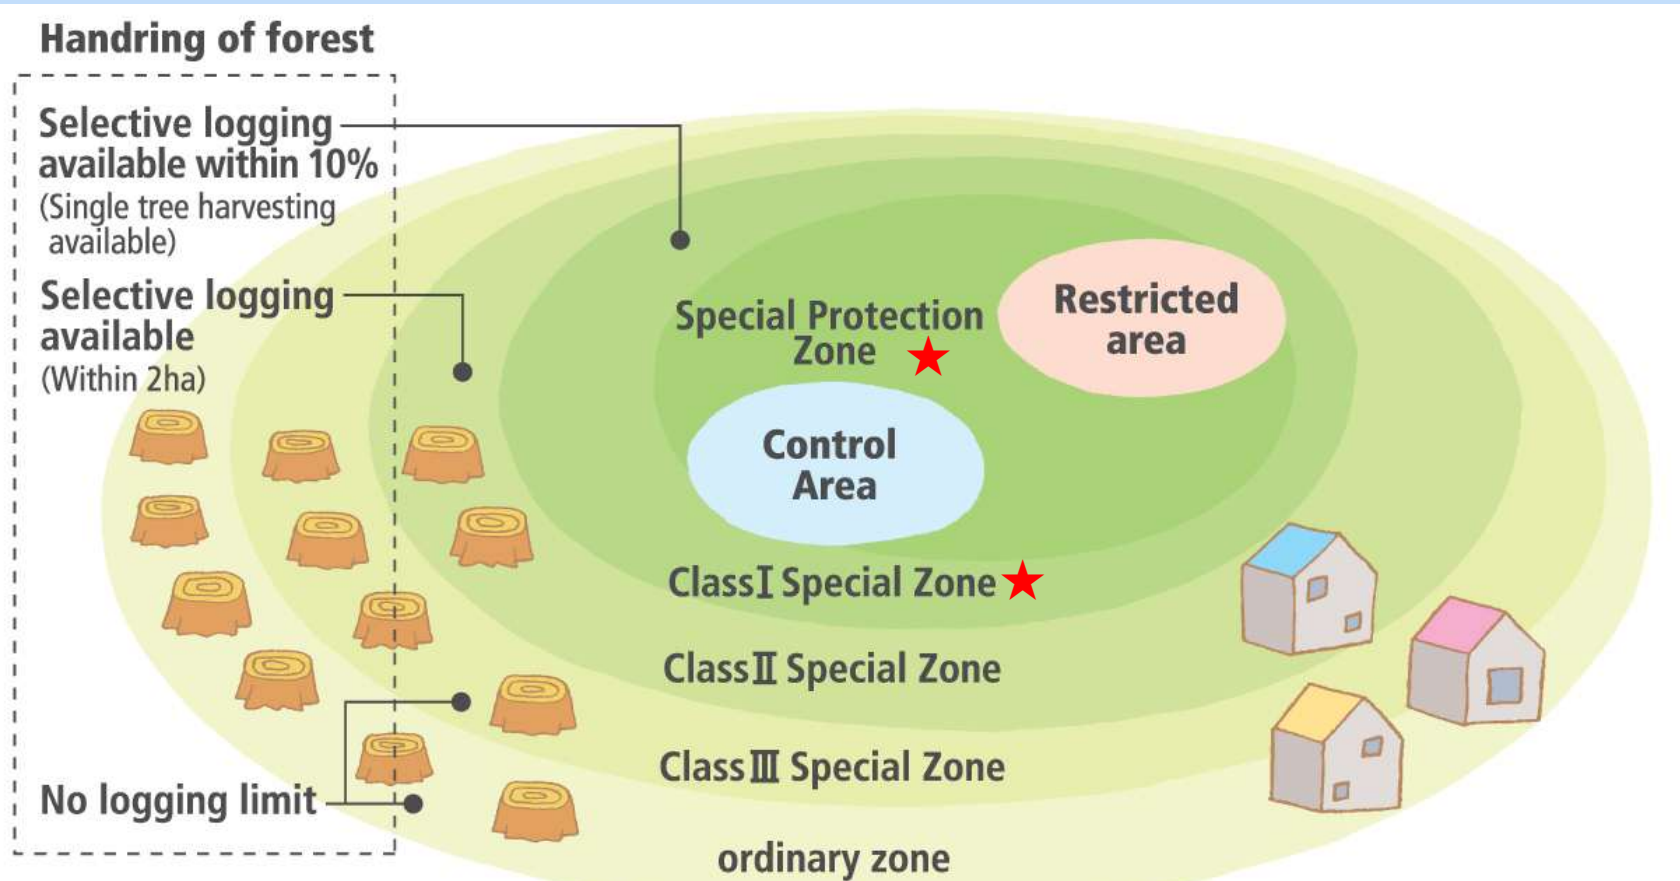 Handring of forest
Selective logging
available within 10%
(Single tree harvesting
available)
Selective logging
available
(Within 2ha)
No logging limit
Special Protection
Zone
Restricted
area
Control
Area
ClassⅠ Special Zone
ClassⅡ Special Zone
ClassⅢ Special Zone
ordinary zone